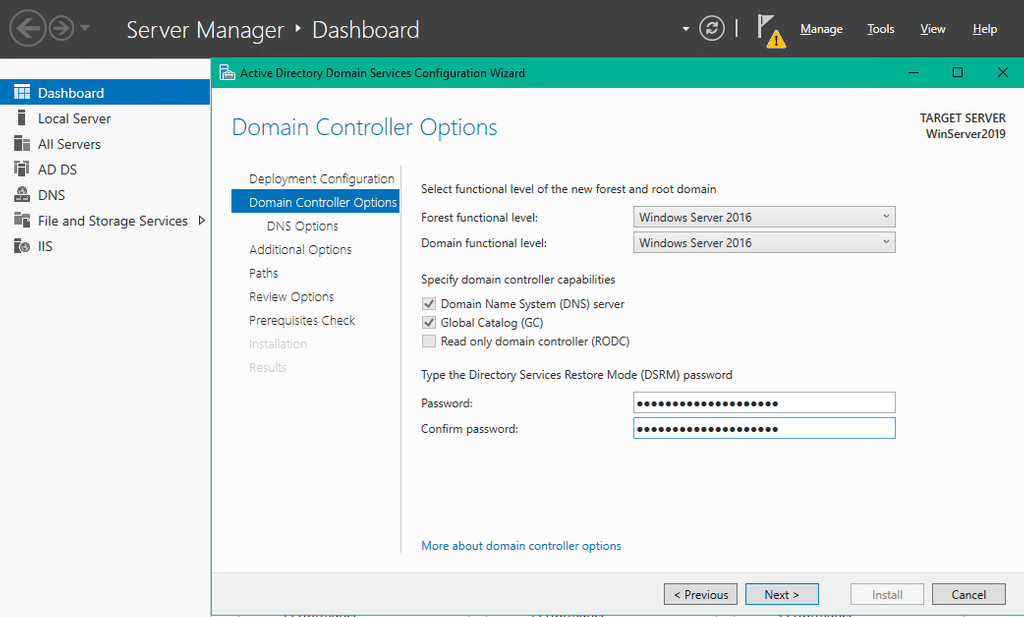 Server Manager ‣ Dashboard
Manage Tools View Help
Dashboard
Local Server
All Servers
AD DS
DNS
File and Storage Services
IIS
Active Directory Domain Services Configuration Wizard
Domain Controller Options
TARGET SERVER
WinServer2019
Deployment Configuration
Domain Controller Options
DNS Options
Additional Options
Paths
Review Options
Prerequisites Check
Installation
Results
Select functional level of the new forest and root domain
Forest functional level: Windows Server 2016
Domain functional level: Windows Server 2016
Specify domain controller capabilities
Domain Name System (DNS) server
Global Catalog (GC)
Read only domain controller (RODC)
Type the Directory Services Restore Mode (DSRM) password
Password: ●●●●●●●●●●●●●●●●●●●●
Confirm password: ●●●●●●●●●●●●●●●●●●●●
More about domain controller options
< Previous Next > Install Cancel